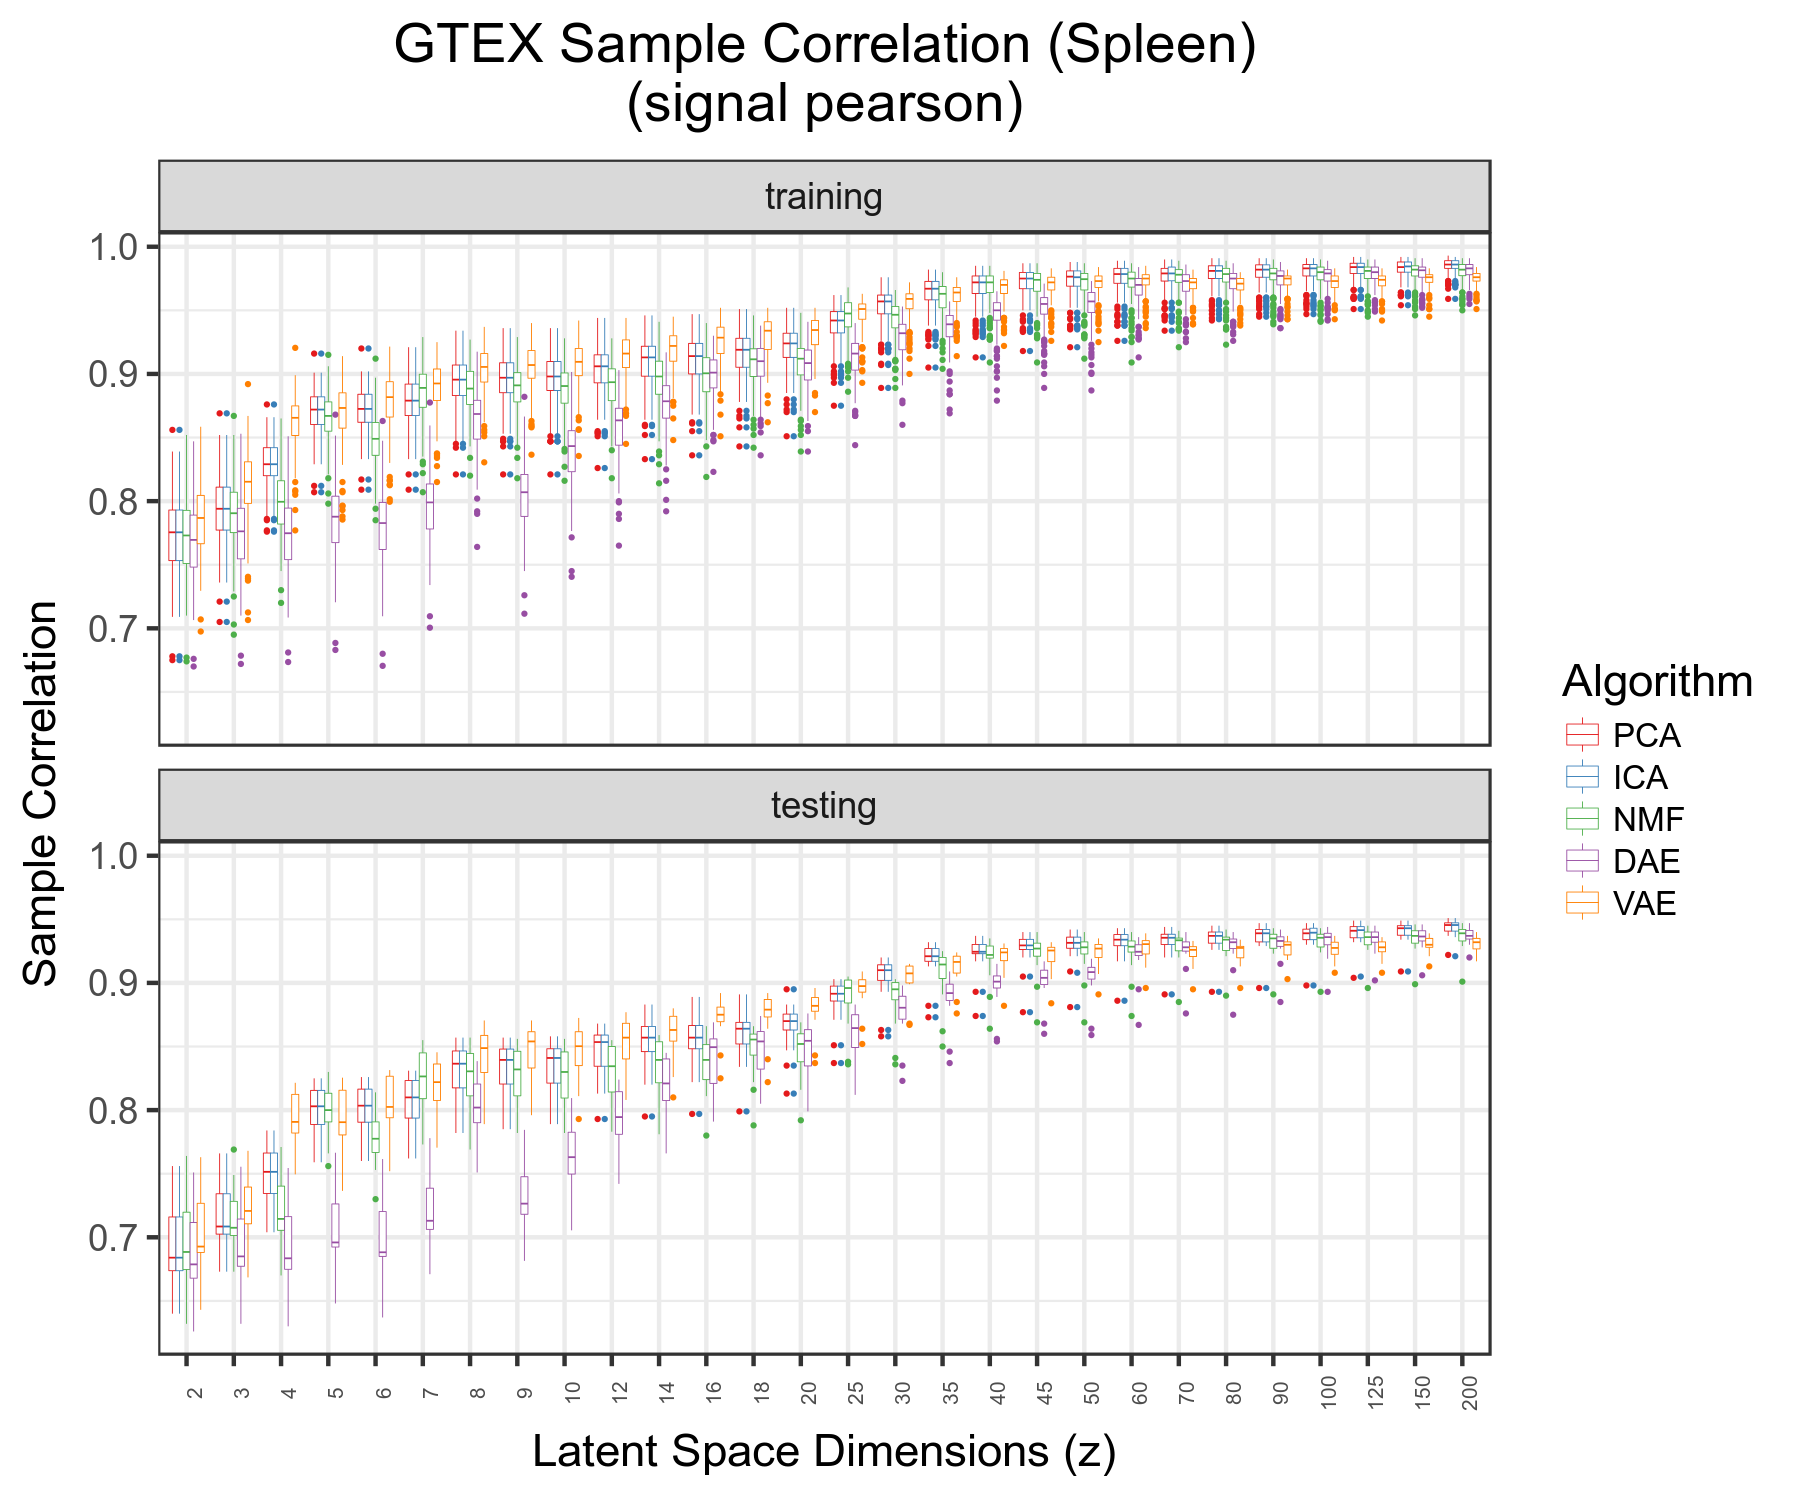 GTEX Sample Correlation (Spleen)
(signal pearson)
training
1.0
0.9
0.8
0.7
testing
1.0
0.9
0.8
0.7
Sample Correlation
2 3 4 5 6 7 8 9 10 12 14 16 18 20 25 30 35 40 45 50 60 70 80 90 100 125 150 200
Latent Space Dimensions (z)
Algorithm
PCA
ICA
NMF
DAE
VAE